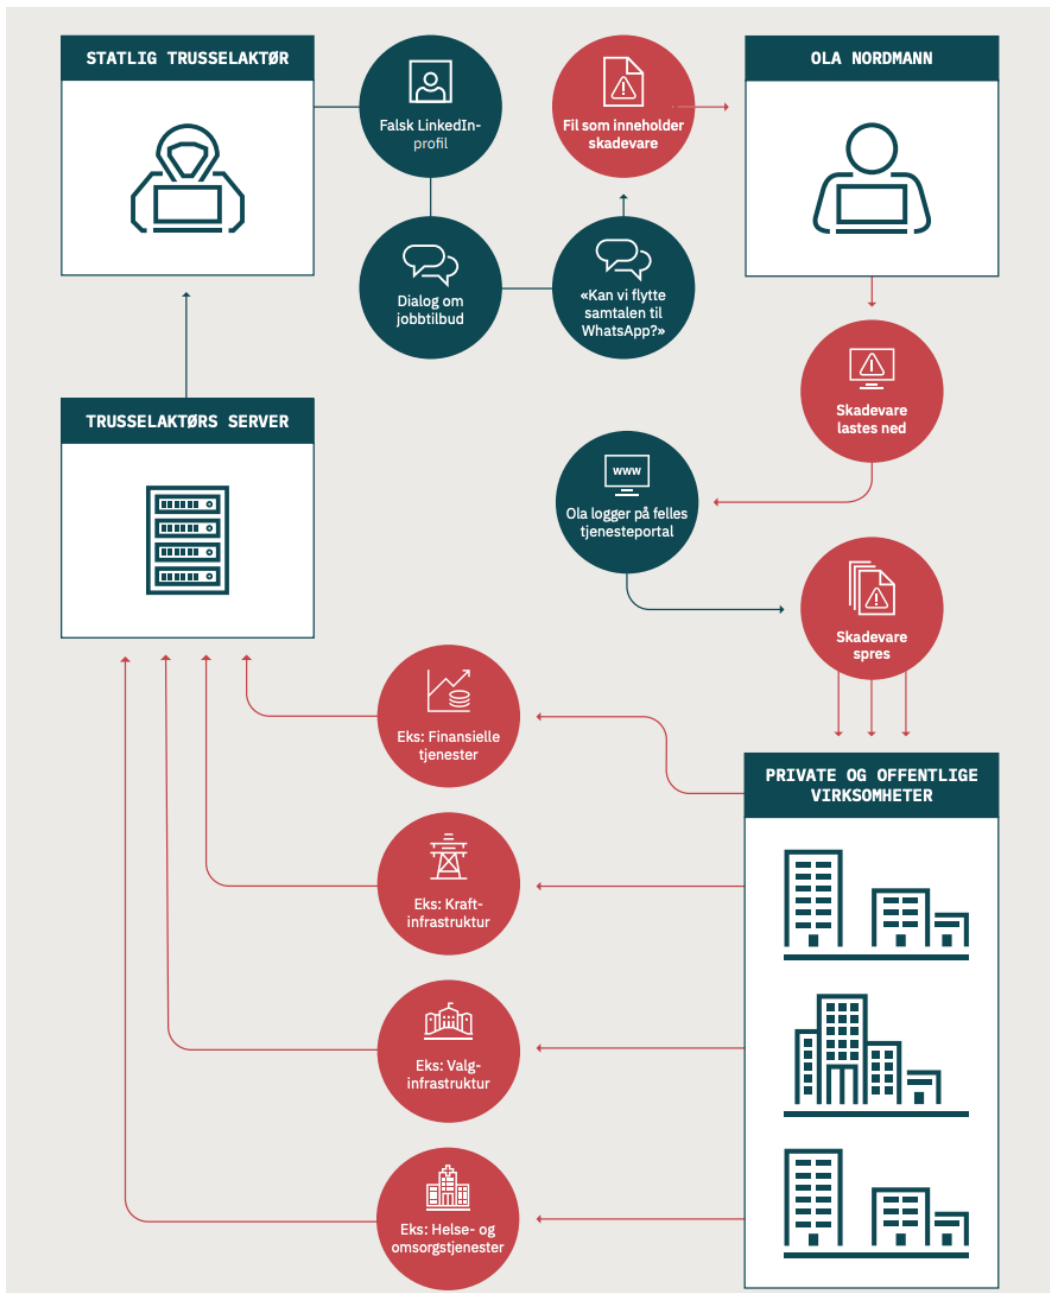 STATLIG TRUSSELAKTØR
Falsk LinkedIn-
profil
Fil som inneholder
skadevare
OLA NORDMANN
Dialog om
jobbtilbud
«Kan vi flytte
samtalen til
WhatsApp?»
Skadevare
lastes ned
TRUSSELAKTØRS SERVER
www
Ola logger på felles
tjenesteportal
Skadevare
spres
Eks: Finansielle
tjenester
PRIVATE OG OFFENTLIGE
VIRKSOMHETER
Eks: Kraft-
infrastruktur
Eks: Valg-
infrastruktur
Eks: Helse- og
omsorgstjenester